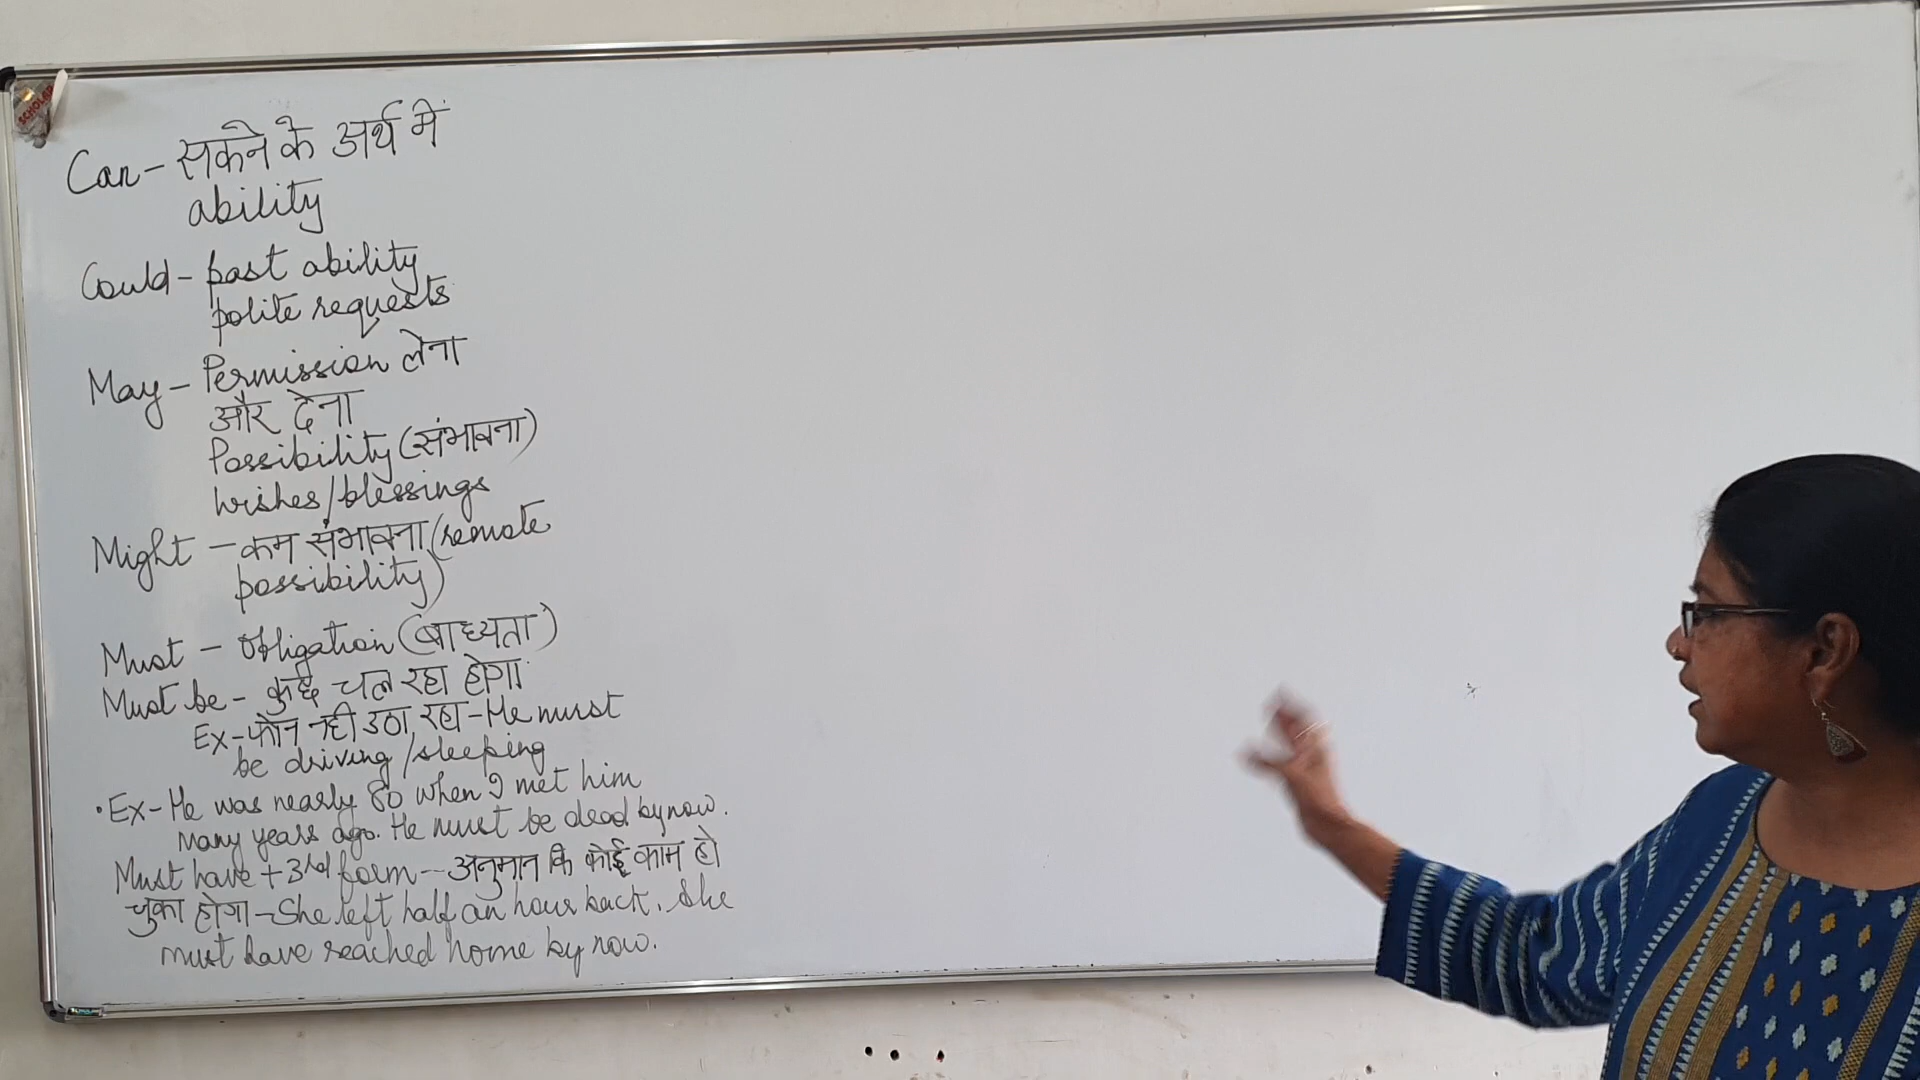 SCHOLAR
Can - सकने के अर्थ में
ability
Could - past ability
polite requests
May - Permission लेना
और देना
Possibility (संभावना)
wishes/blessings
Might - कम संभावना (remote
possibility)
Must - Obligation (बाध्यता)
Must be - कुछ चल रहा होगा
Ex - फोन नही उठा रहा - He must
be driving/sleeping
• Ex - He was nearly 80 when I met him
many years ago. He must be dead by now.
Must have + 3rd form -- अनुमान कि कोई काम हो
चुका होगा - She left half an hour back. She
must have reached home by now.